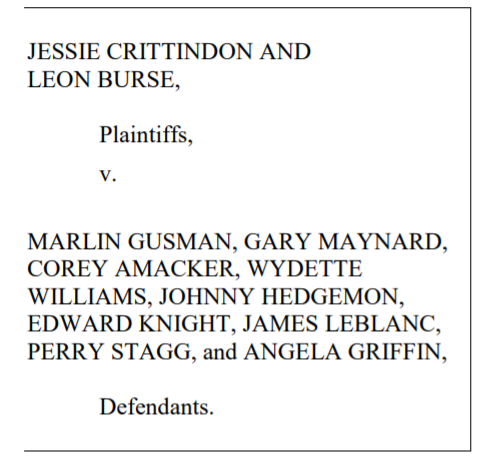 JESSIE CRITTINDON AND
LEON BURSE,
Plaintiffs,
v.
MARLIN GUSMAN, GARY MAYNARD,
COREY AMACKER, WYDETTE
WILLIAMS, JOHNNY HEDGEMON,
EDWARD KNIGHT, JAMES LEBLANC,
PERRY STAGG, and ANGELA GRIFFIN,
Defendants.